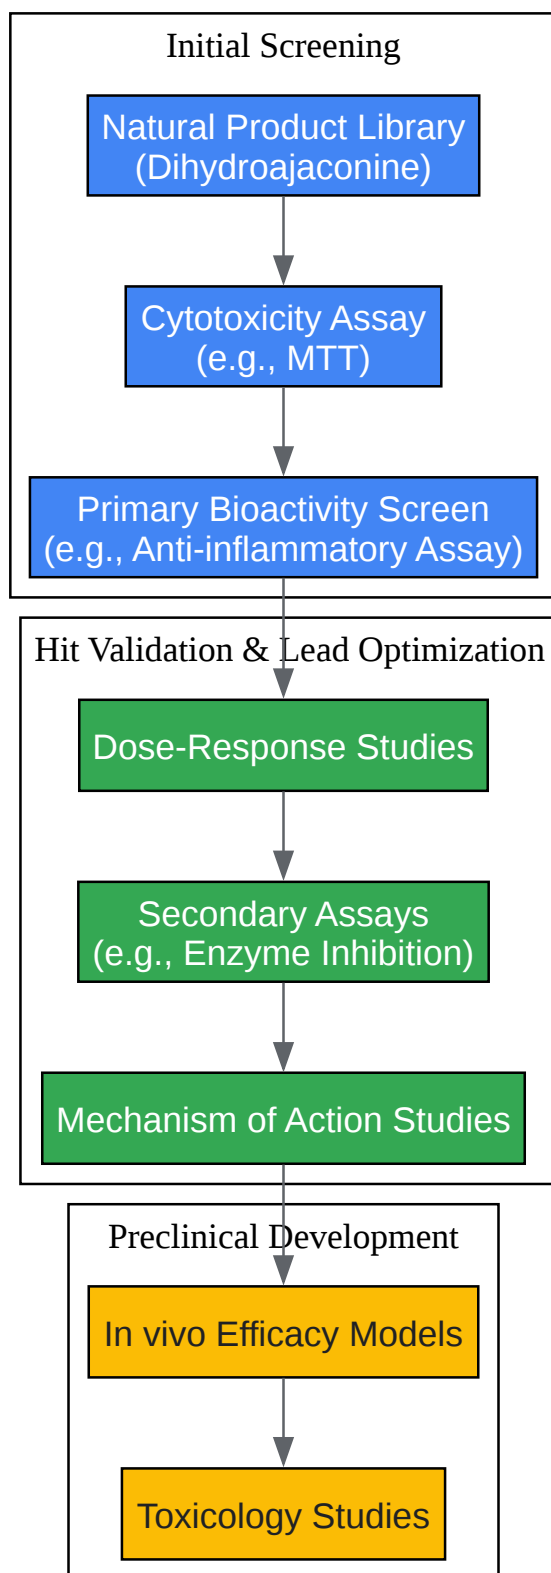 Initial Screening
Natural Product Library
(Dihydroajaconine)
Cytotoxicity Assay
(e.g., MTT)
Primary Bioactivity Screen
(e.g., Anti-inflammatory Assay)
Hit Validation & Lead Optimization
Dose-Response Studies
Secondary Assays
(e.g., Enzyme Inhibition)
Mechanism of Action Studies
Preclinical Development
In vivo Efficacy Models
Toxicology Studies